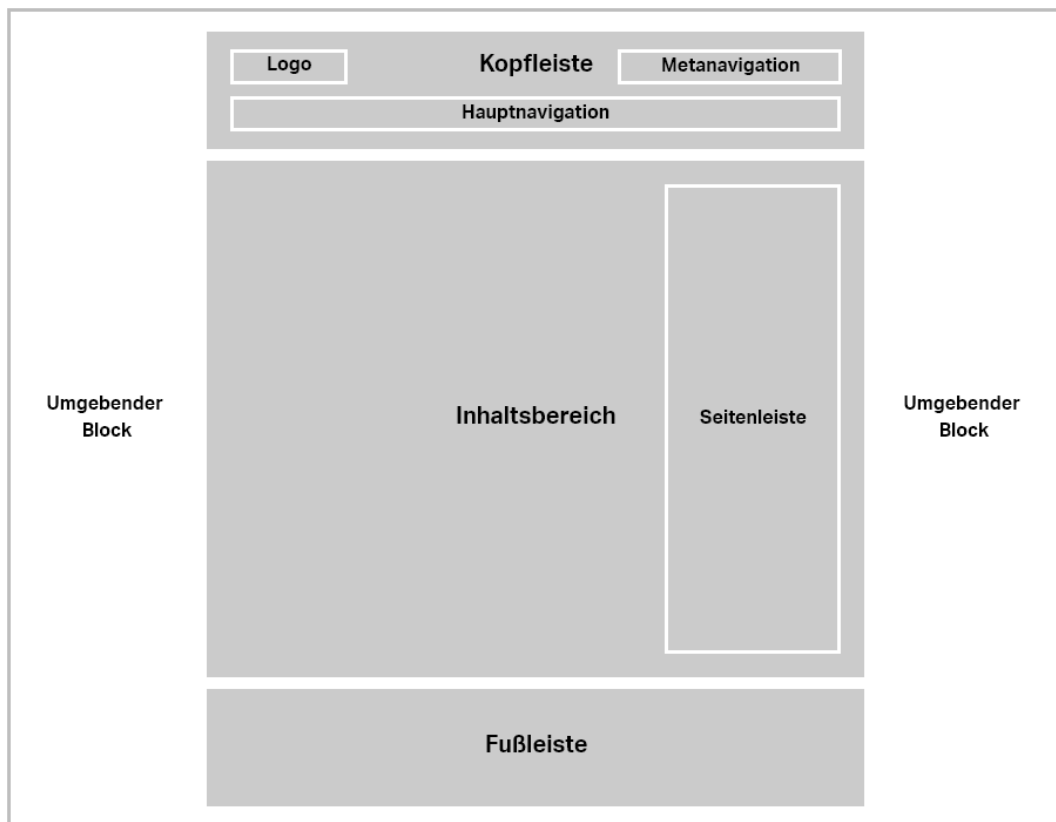 Logo
Kopfleiste
Metanavigation
Hauptnavigation
Umgebender
Block
Inhaltsbereich
Seitenleiste
Umgebender
Block
Fußleiste